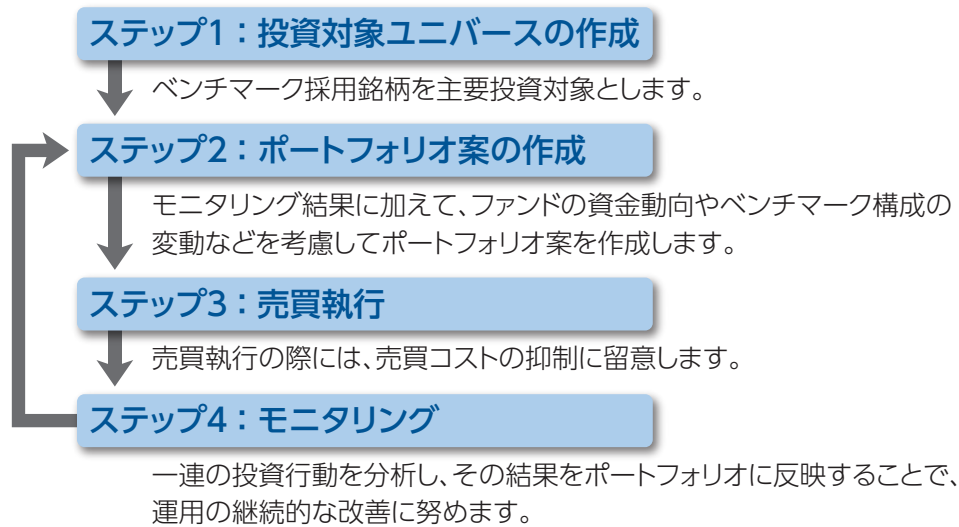 ステップ1：投資対象ユニバースの作成
ベンチマーク採用銘柄を主要投資対象とします。
ステップ2：ポートフォリオ案の作成
モニタリング結果に加えて、ファンドの資金動向やベンチマーク構成の
変動などを考慮してポートフォリオ案を作成します。
ステップ3：売買執行
売買執行の際には、売買コストの抑制に留意します。
ステップ4：モニタリング
一連の投資行動を分析し、その結果をポートフォリオに反映することで、
運用の継続的な改善に努めます。